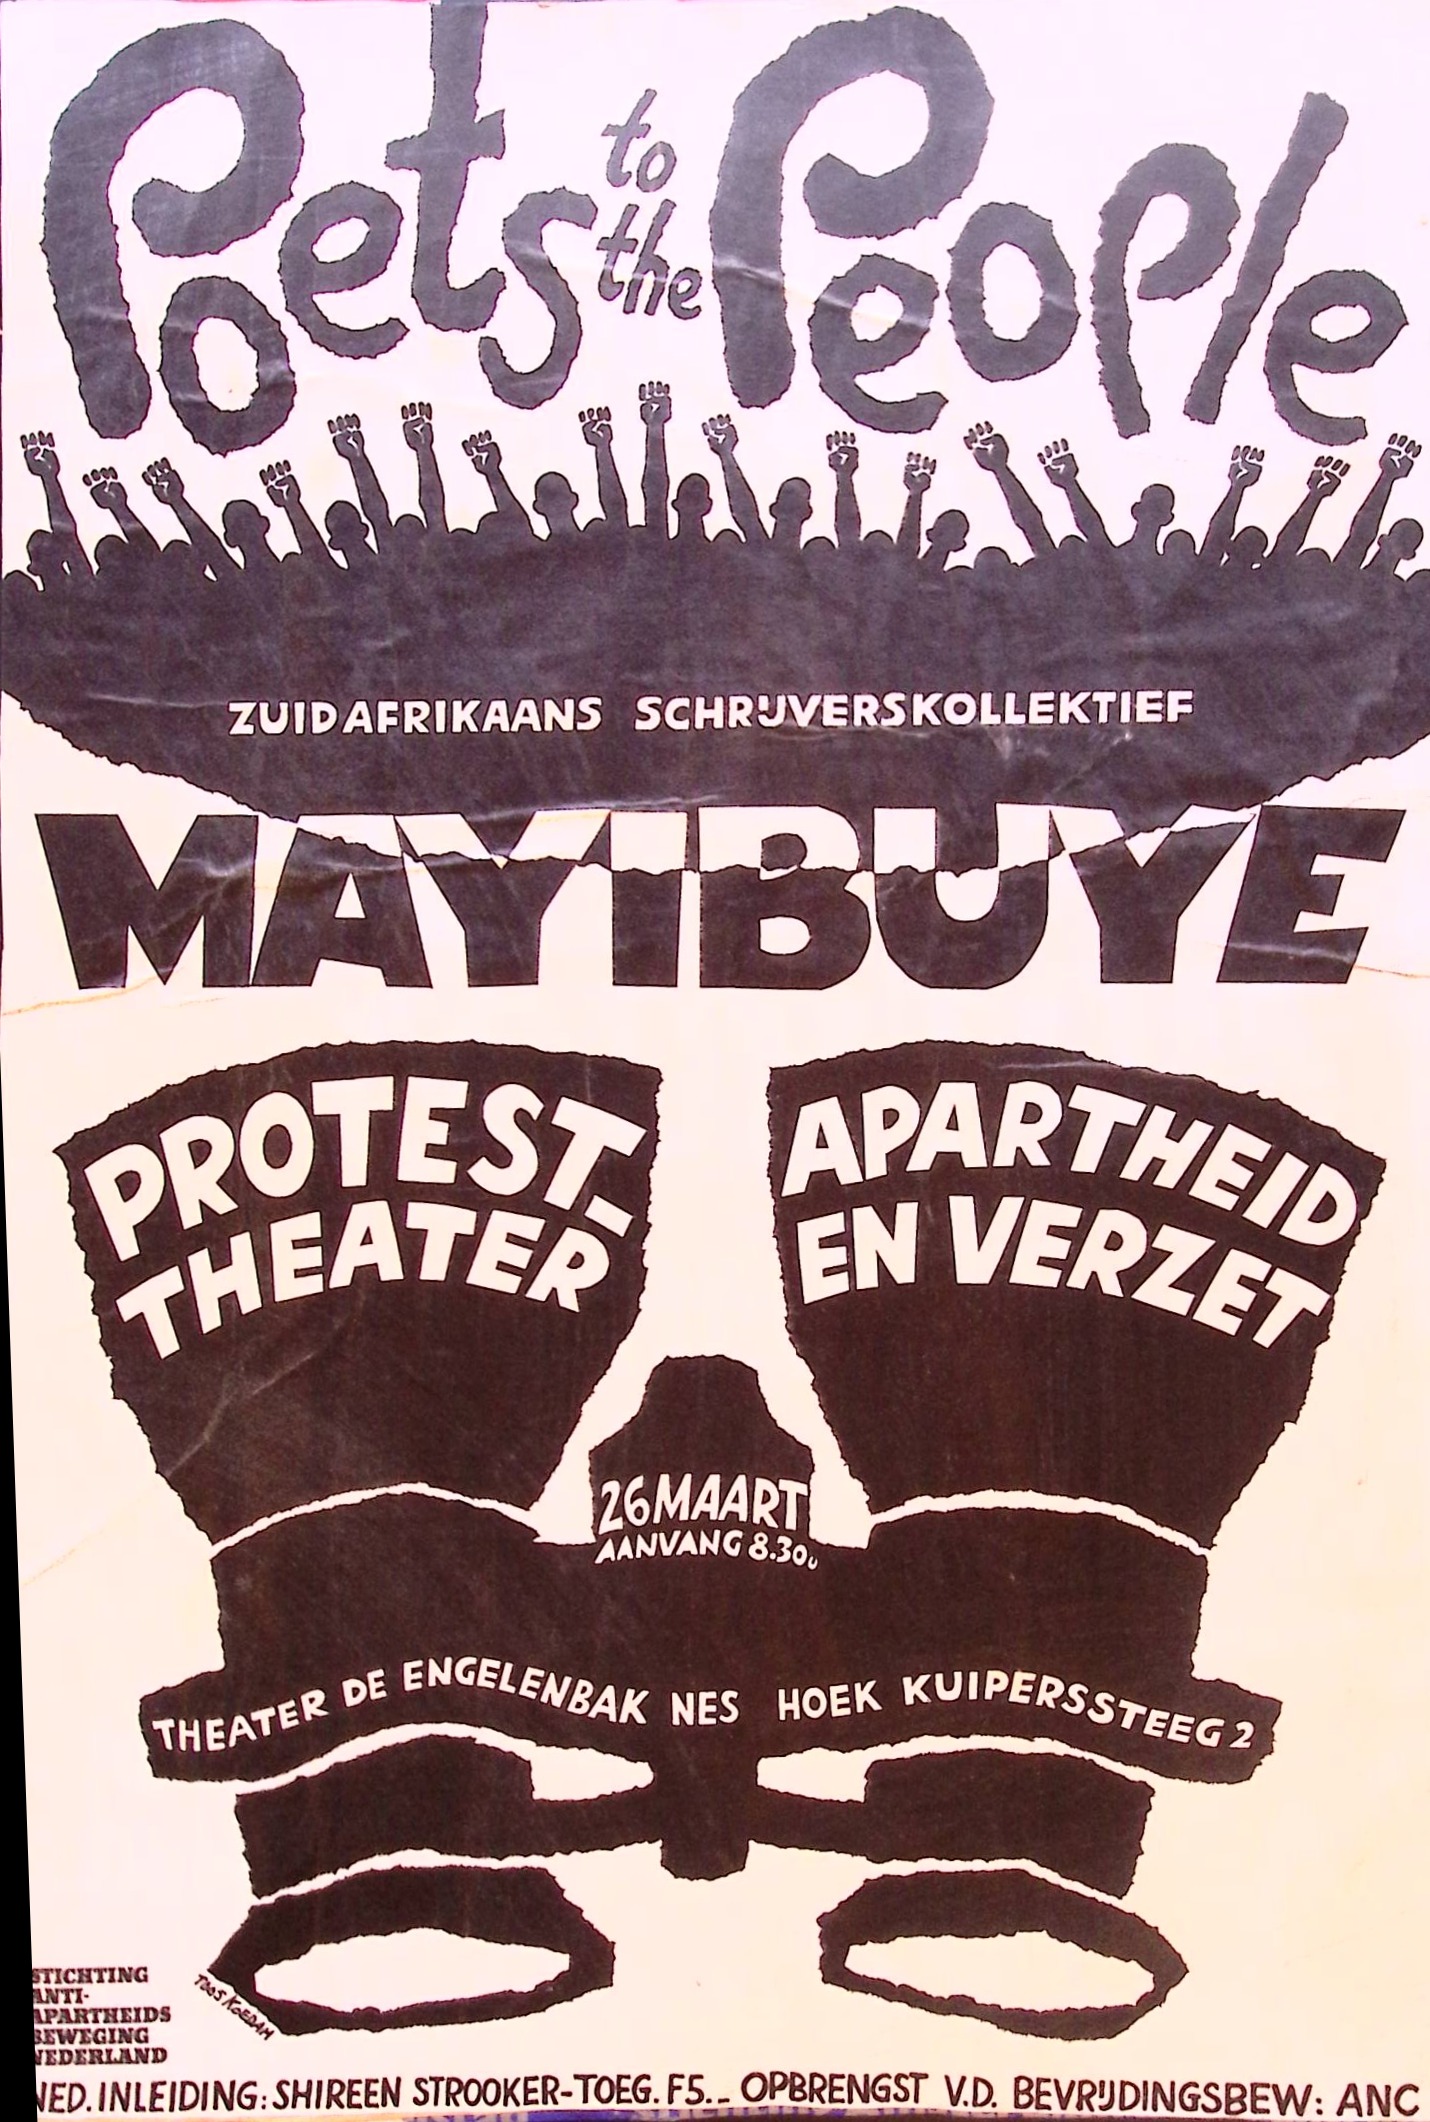 Poets to the People
ZUIDAFRIKAANS SCHRIJVERSKOLLEKTIEF
MAYIBUYE
PROTEST-
THEATER
APARTHEID
EN VERZET
26 MAART
AANVANG 8.30u
THEATER DE ENGELENBAK NES HOEK KUIPERSSTEEG 2
STICHTING
ANTI-
APARTHEIDS
BEWEGING
NEDERLAND
TOOS KOEDAM
NED. INLEIDING: SHIREEN STROOKER-TOEG. F5.- OPBRENGST V.D. BEVRIJDINGSBEW: ANC